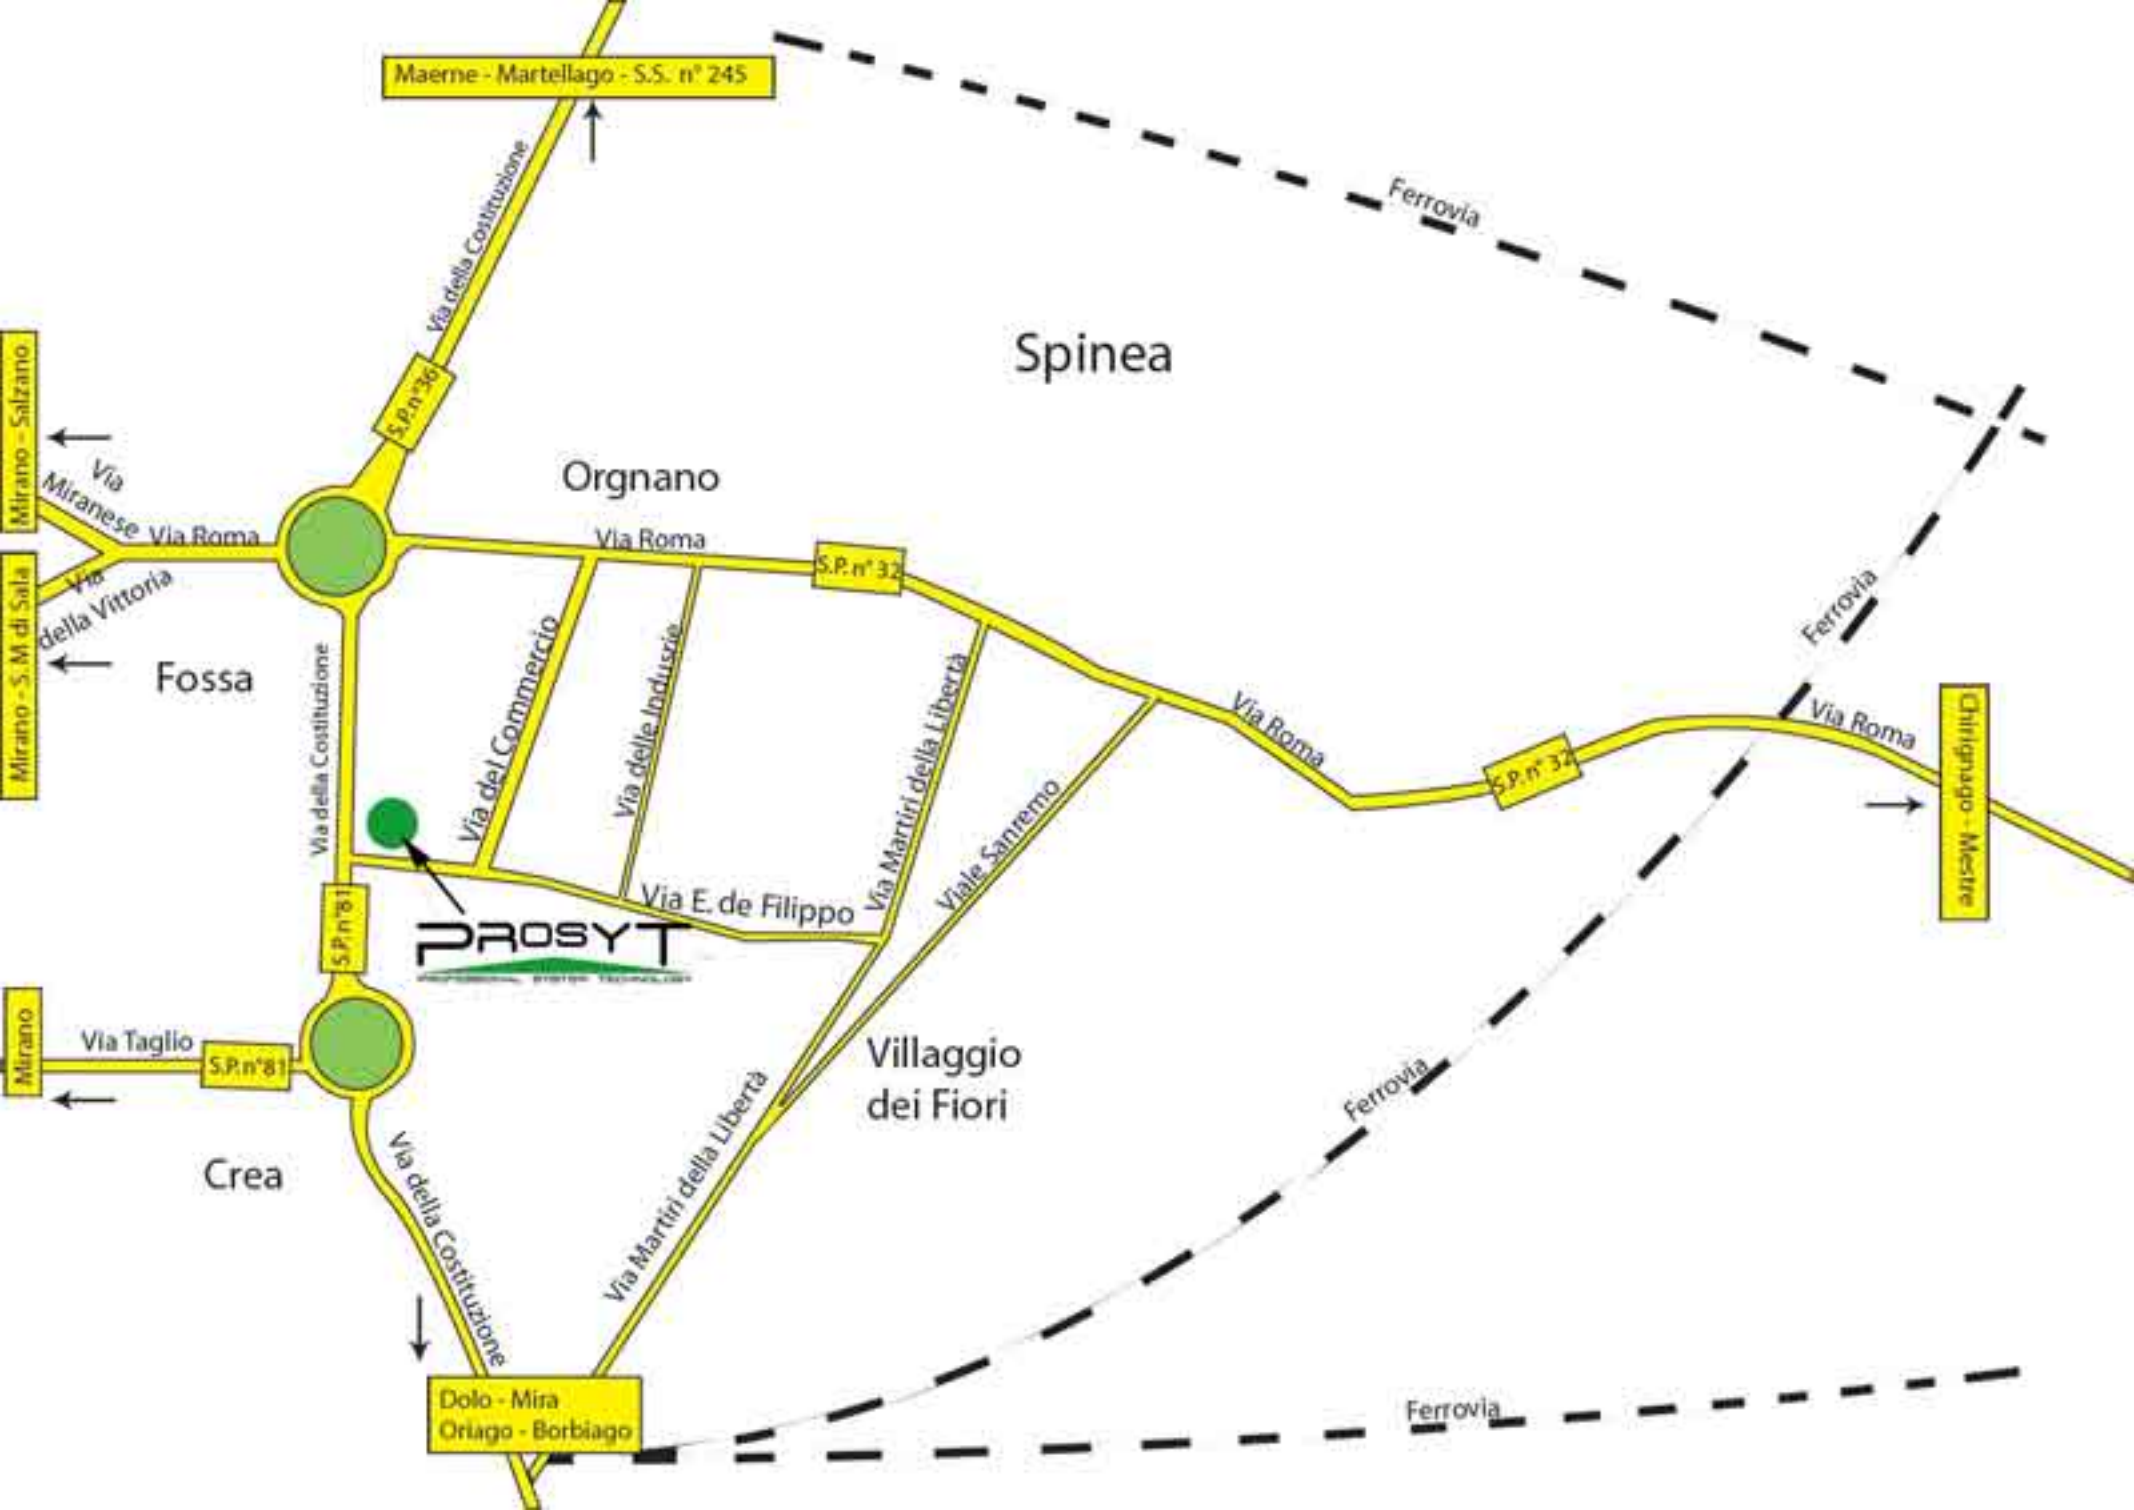 Maerne - Martellago - S.S. n° 245
Via della Costituzione
Ferrovia
Spinea
S.P.n°36
Mirano - Salzano
Via
Miranese
Via Roma
Orgnano
Via Roma
S.P. n° 32
Via
della Vittoria
Mirano - S.M. di Sala
Fossa
Via della Costituzione
Via del Commercio
Via delle Indusrie
Via Martiri della Libertà
Viale Sanremo
Via Roma
S.P. n° 32
Ferrovia
Via Roma
Chirignago - Mestre
Via E. de Filippo
S.P.n°81
PROSYT
PROFESSIONAL SYSTEM TECHNOLOGY
Mirano
Via Taglio
S.P.n°81
Villaggio
dei Fiori
Ferrovia
Crea
Via della Costituzione
Via Martiri della Libertà
Dolo - Mira
Oriago - Borbiago
Ferrovia